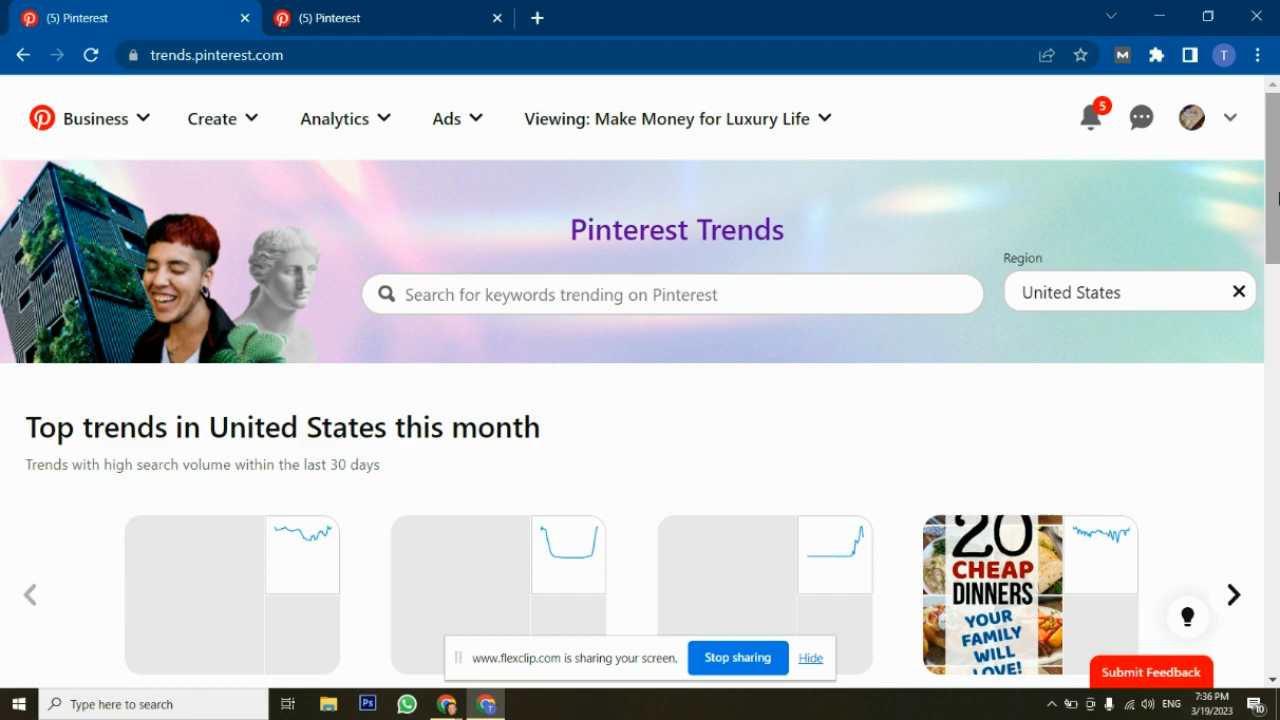 (5) Pinterest
(5) Pinterest
trends.pinterest.com
M
T
Business
Create
Analytics
Ads
Viewing: Make Money for Luxury Life
5
Pinterest Trends
Search for keywords trending on Pinterest
Region
United States
Top trends in United States this month
Trends with high search volume within the last 30 days
20
CHEAP
DINNERS
YOUR
FAMILY
WILL
LOVE!
www.flexclip.com is sharing your screen.
Stop sharing
Hide
Submit Feedback
Type here to search
Ps
ENG
7:36 PM
3/19/2023
10